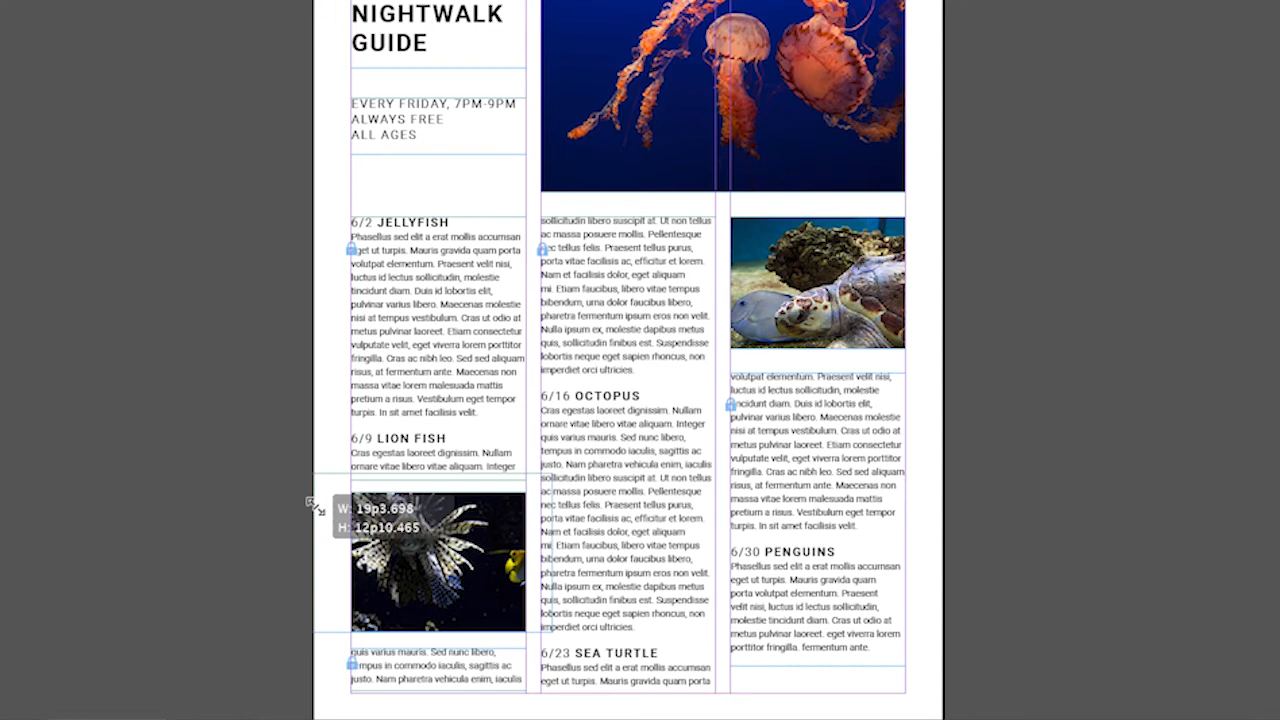 NIGHTWALK
GUIDE
EVERY FRIDAY, 7PM-9PM
ALWAYS FREE
ALL AGES
6/2 JELLYFISH
Phasellus sed elit a erat mollis accumsan
eget ut turpis. Mauris gravida quam porta
volutpat elementum. Praesent velit nisi,
luctus id lectus sollicitudin, molestie
tincidunt diam. Duis id lobortis elit,
pulvinar varius libero. Maecenas molestie
nisi at tempus vestibulum. Cras ut odio at
metus pulvinar laoreet. Etiam consectetur
vulputate velit, eget viverra lorem porttitor
fringilla. Cras ac nibh leo. Sed sed aliquam
risus, at fermentum ante. Maecenas non
massa vitae lorem malesuada mattis
pretium a risus. Vestibulum eget tempor
turpis. In sit amet facilisis velit.
6/9 LION FISH
Cras egestas laoreet dignissim. Nullam
ornare vitae libero vitae aliquam. Integer
W: 19p3.698
H: 12p10.465
quis varius mauris. Sed nunc libero,
tempus in commodo iaculis, sagittis ac
justo. Nam pharetra vehicula enim, iaculis
sollicitudin libero suscipit at. Ut non tellus
ac massa posuere mollis. Pellentesque
nec tellus felis. Praesent tellus purus,
porta vitae facilisis ac, efficitur et lorem.
Nam et facilisis dolor, eget aliquam
mi. Etiam faucibus, libero vitae tempus
bibendum, urna dolor faucibus libero,
pharetra fermentum ipsum eros non velit.
Nulla ipsum ex, molestie dapibus metus
quis, sollicitudin finibus est. Suspendisse
lobortis neque eget sapien rhoncus, non
imperdiet orci ultricies.
6/16 OCTOPUS
Cras egestas laoreet dignissim. Nullam
ornare vitae libero vitae aliquam. Integer
quis varius mauris. Sed nunc libero,
tempus in commodo iaculis, sagittis ac
justo. Nam pharetra vehicula enim, iaculis
sollicitudin libero suscipit at. Ut non tellus
ac massa posuere mollis. Pellentesque
nec tellus felis. Praesent tellus purus,
porta vitae facilisis ac, efficitur et lorem.
Nam et facilisis dolor, eget aliquam
mi. Etiam faucibus, libero vitae tempus
bibendum, urna dolor faucibus libero,
pharetra fermentum ipsum eros non velit.
Nulla ipsum ex, molestie dapibus metus
quis, sollicitudin finibus est. Suspendisse
lobortis neque eget sapien rhoncus, non
imperdiet orci ultricies.
6/23 SEA TURTLE
Phasellus sed elit a erat mollis accumsan
eget ut turpis. Mauris gravida quam porta
volutpat elementum. Praesent velit nisi,
luctus id lectus sollicitudin, molestie
tincidunt diam. Duis id lobortis elit,
pulvinar varius libero. Maecenas molestie
nisi at tempus vestibulum. Cras ut odio at
metus pulvinar laoreet. Etiam consectetur
vulputate velit, eget viverra lorem porttitor
fringilla. Cras ac nibh leo. Sed sed aliquam
risus, at fermentum ante. Maecenas non
massa vitae lorem malesuada mattis
pretium a risus. Vestibulum eget tempor
turpis. In sit amet facilisis velit.
6/30 PENGUINS
Phasellus sed elit a erat mollis accumsan
eget ut turpis. Mauris gravida quam
porta volutpat elementum. Praesent
velit nisi, luctus id lectus sollicitudin,
molestie tincidunt diam. Cras ut odio at
metus pulvinar laoreet. eget viverra lorem
porttitor fringilla. fermentum ante.